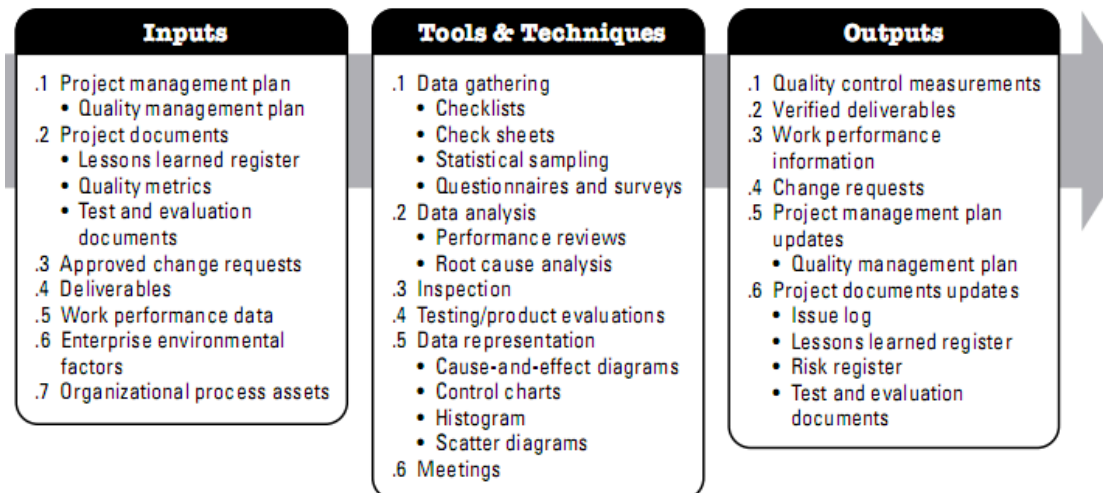 Inputs
.1 Project management plan
• Quality management plan
.2 Project documents
• Lessons learned register
• Quality metrics
• Test and evaluation
documents
.3 Approved change requests
.4 Deliverables
.5 Work performance data
.6 Enterprise environmental
factors
.7 Organizational process assets
Tools & Techniques
.1 Data gathering
• Checklists
• Check sheets
• Statistical sampling
• Questionnaires and surveys
.2 Data analysis
• Performance reviews
• Root cause analysis
.3 Inspection
.4 Testing/product evaluations
.5 Data representation
• Cause-and-effect diagrams
• Control charts
• Histogram
• Scatter diagrams
.6 Meetings
Outputs
.1 Quality control measurements
.2 Verified deliverables
.3 Work performance
information
.4 Change requests
.5 Project management plan
updates
• Quality management plan
.6 Project documents updates
• Issue log
• Lessons learned register
• Risk register
• Test and evaluation
documents